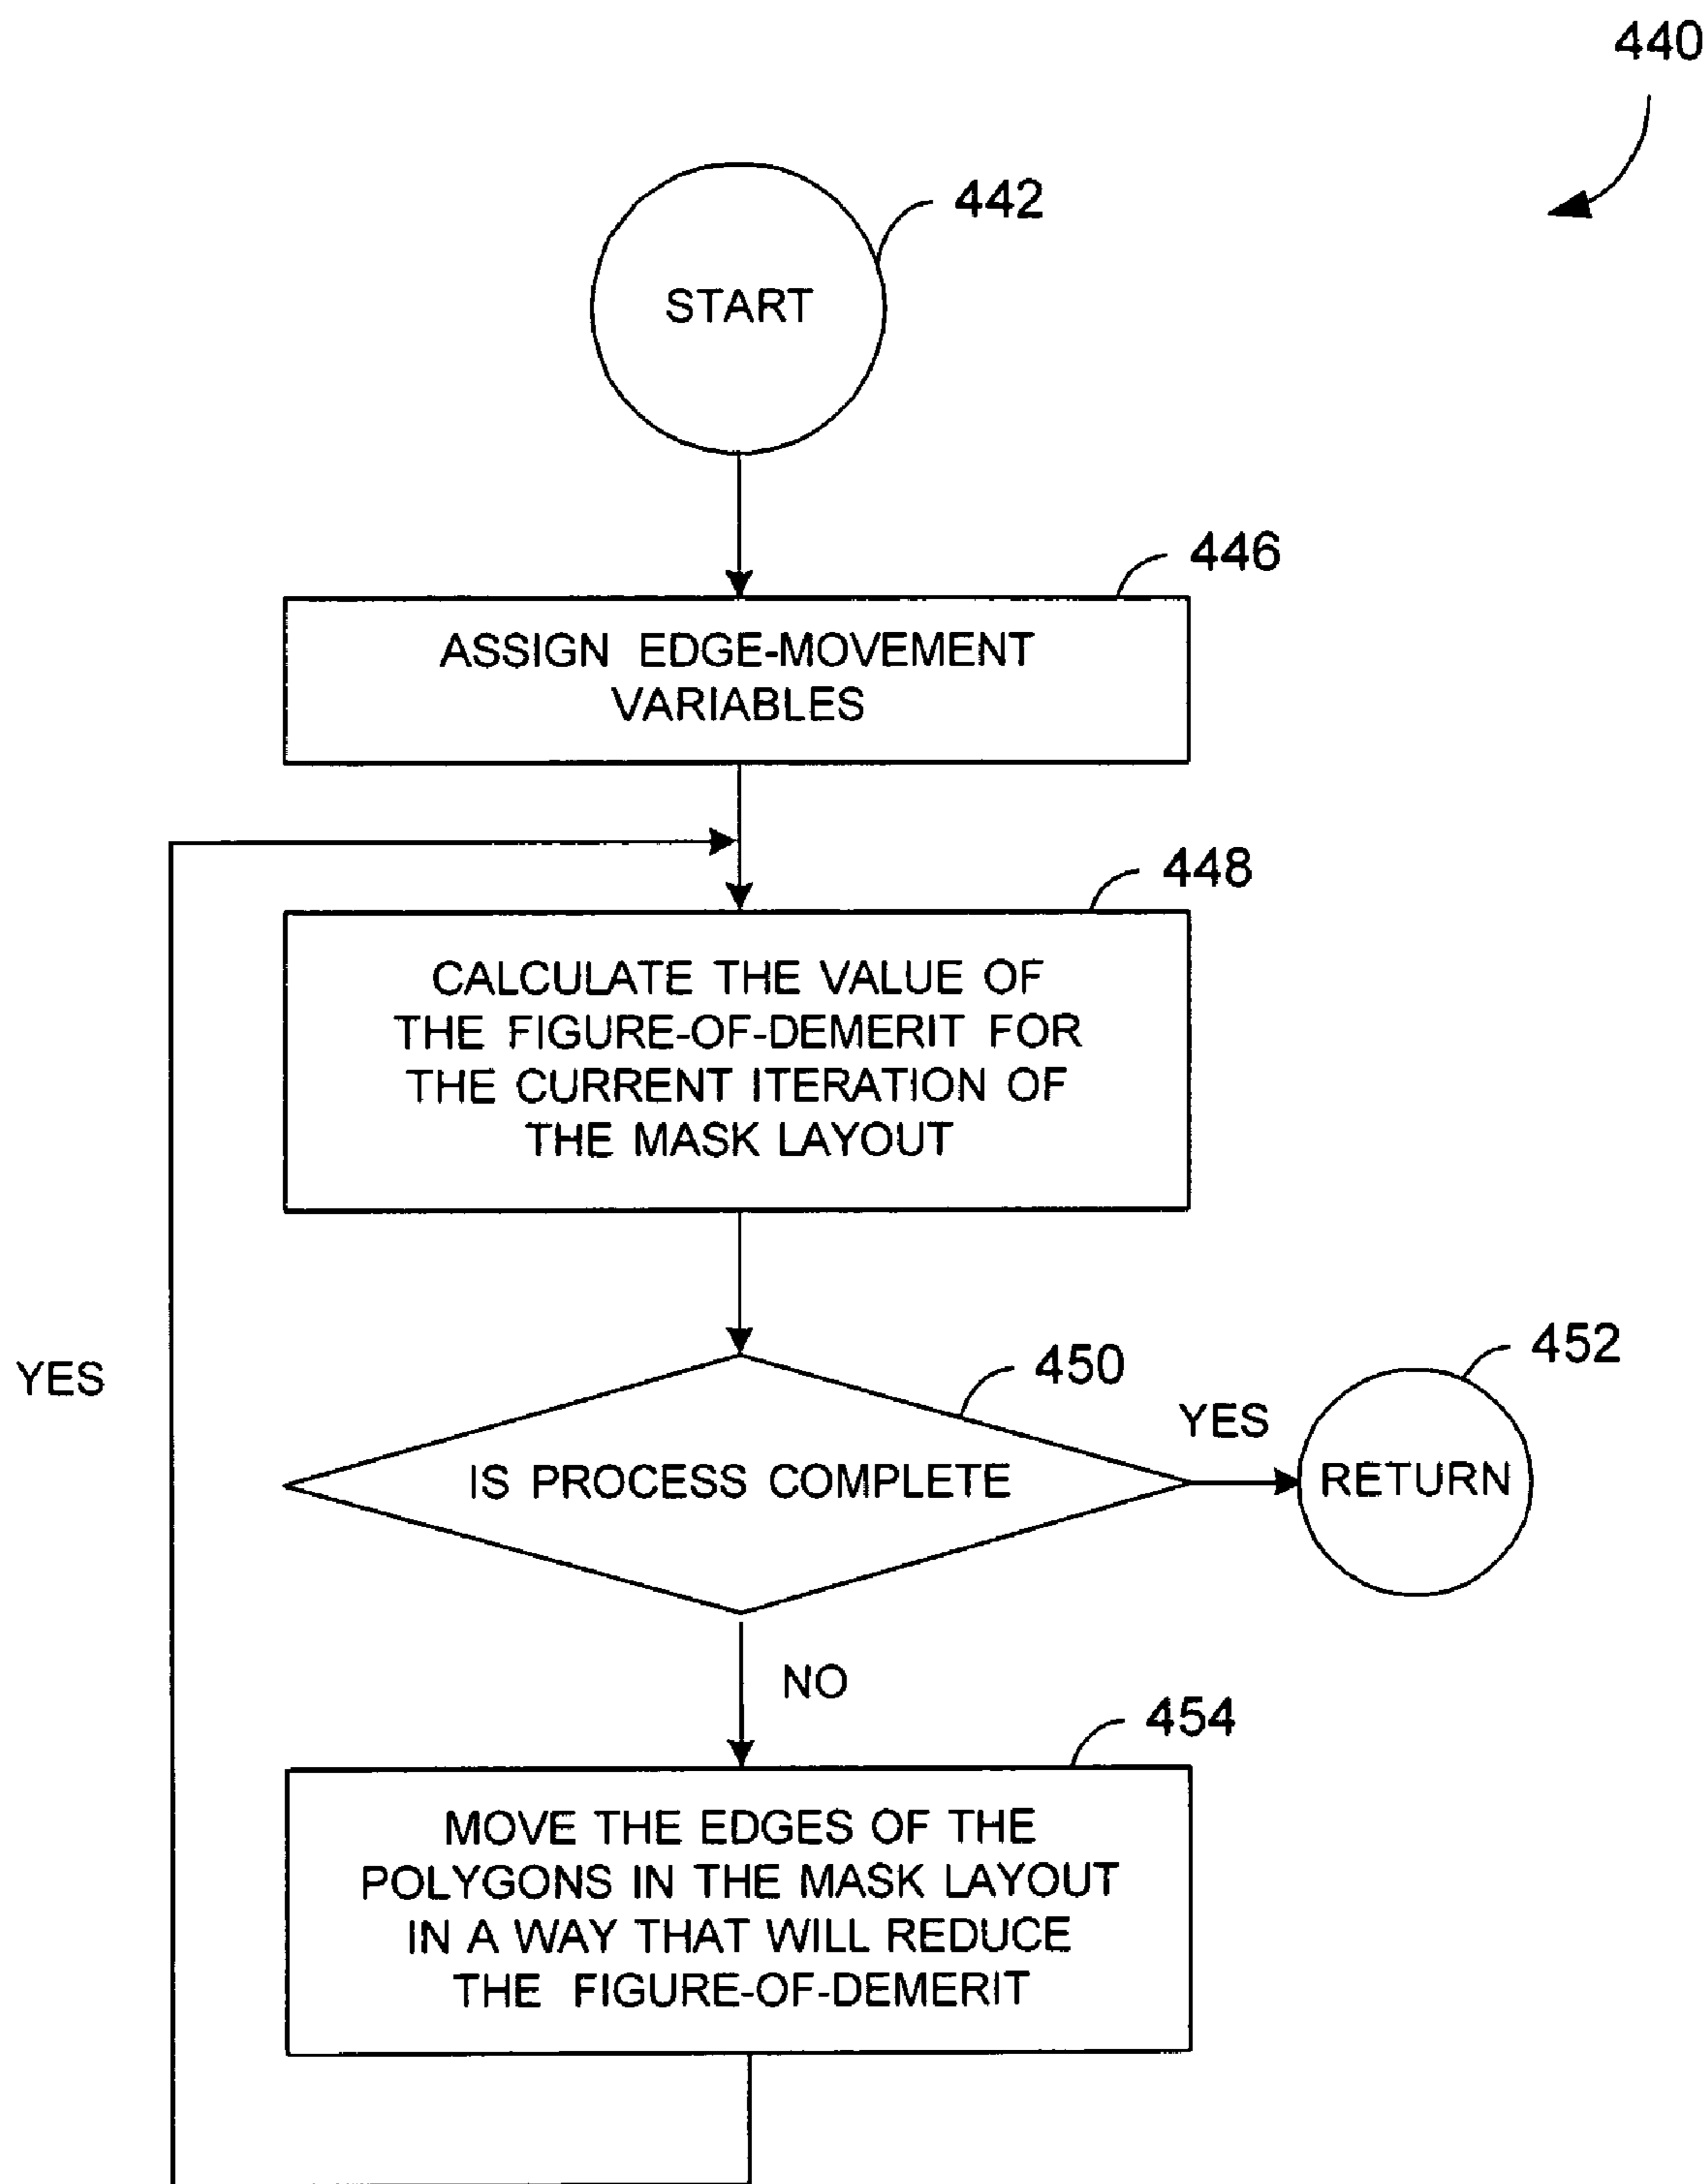 440
442
START
446
ASSIGN EDGE-MOVEMENT
VARIABLES
448
CALCULATE THE VALUE OF
THE FIGURE-OF-DEMERIT FOR
THE CURRENT ITERATION OF
THE MASK LAYOUT
YES
450
IS PROCESS COMPLETE
YES
452
RETURN
NO
454
MOVE THE EDGES OF THE
POLYGONS IN THE MASK LAYOUT
IN A WAY THAT WILL REDUCE
THE FIGURE-OF-DEMERIT